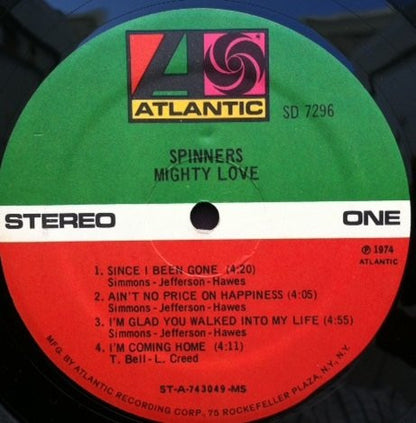 ATLANTIC
SD 7296
SPINNERS
MIGHTY LOVE
STEREO
ONE
℗ 1974
ATLANTIC
1. SINCE I BEEN GONE (4:20)
Simmons-Jefferson-Hawes
2. AIN'T NO PRICE ON HAPPINESS (4:05)
Simmons-Jefferson-Hawes
3. I'M GLAD YOU WALKED INTO MY LIFE (4:55)
Simmons-Jefferson-Hawes
4. I'M COMING HOME (4:11)
T. Bell-L. Creed
ST-A-743049-MS
MFG. BY ATLANTIC RECORDING CORP., 75 ROCKEFELLER PLAZA, N.Y., N.Y.